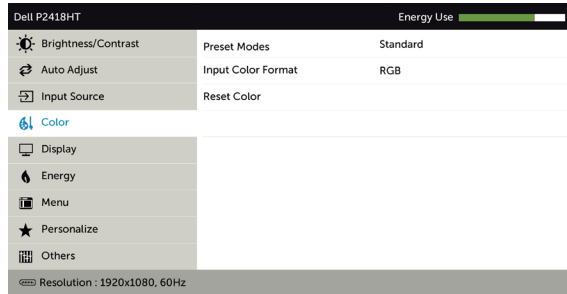 Dell P2418HT Energy Use
Brightness/Contrast Preset Modes Standard
Auto Adjust Input Color Format RGB
Input Source Reset Color
Color
Display
Energy
Menu
Personalize
Others
Resolution : 1920x1080, 60Hz